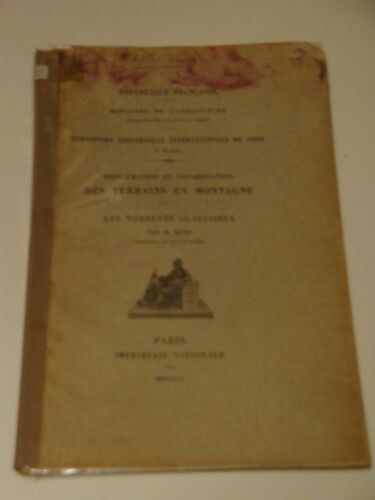 RÉPUBLIQUE FRANÇAISE.
MINISTÈRE DE L'AGRICULTURE.
EXPOSITION UNIVERSELLE INTERNATIONALE DE 1900
À PARIS.
RESTAURATION ET CONSERVATION
DES TERRAINS EN MONTAGNE
LES TORRENTS GLACIAIRES
PAR M.
PARIS
IMPRIMERIE NATIONALE